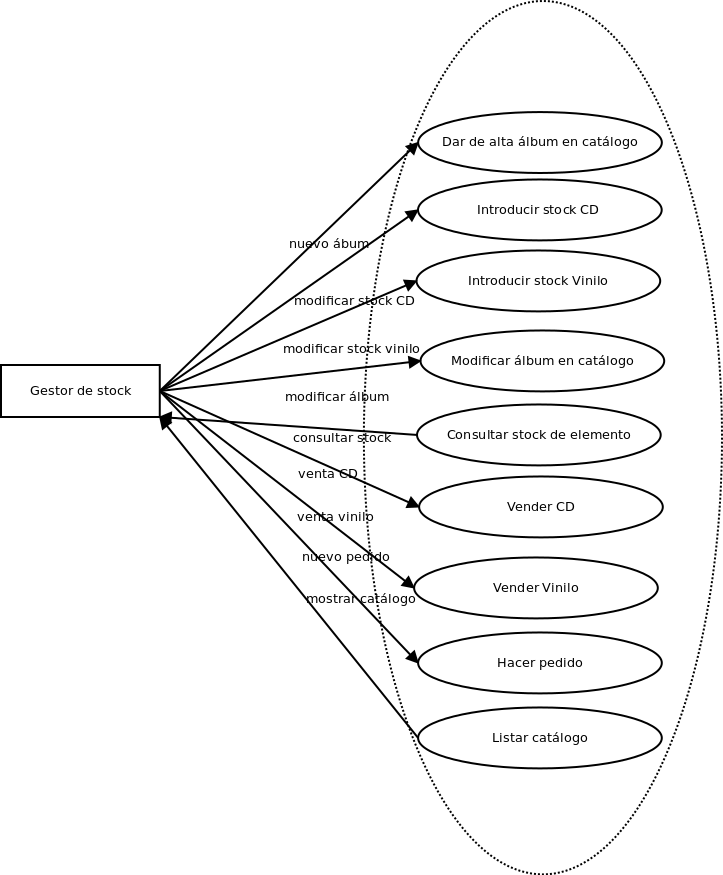 Dar de alta álbum en catálogo
Introducir stock CD
nuevo ábum
Introducir stock Vinilo
modificar stock CD
modificar stock vinilo
Modificar álbum en catálogo
Gestor de stock
modificar álbum
Consultar stock de elemento
consultar stock
venta CD
Vender CD
venta vinilo
nuevo pedido
Vender Vinilo
mostrar catálogo
Hacer pedido
Listar catálogo